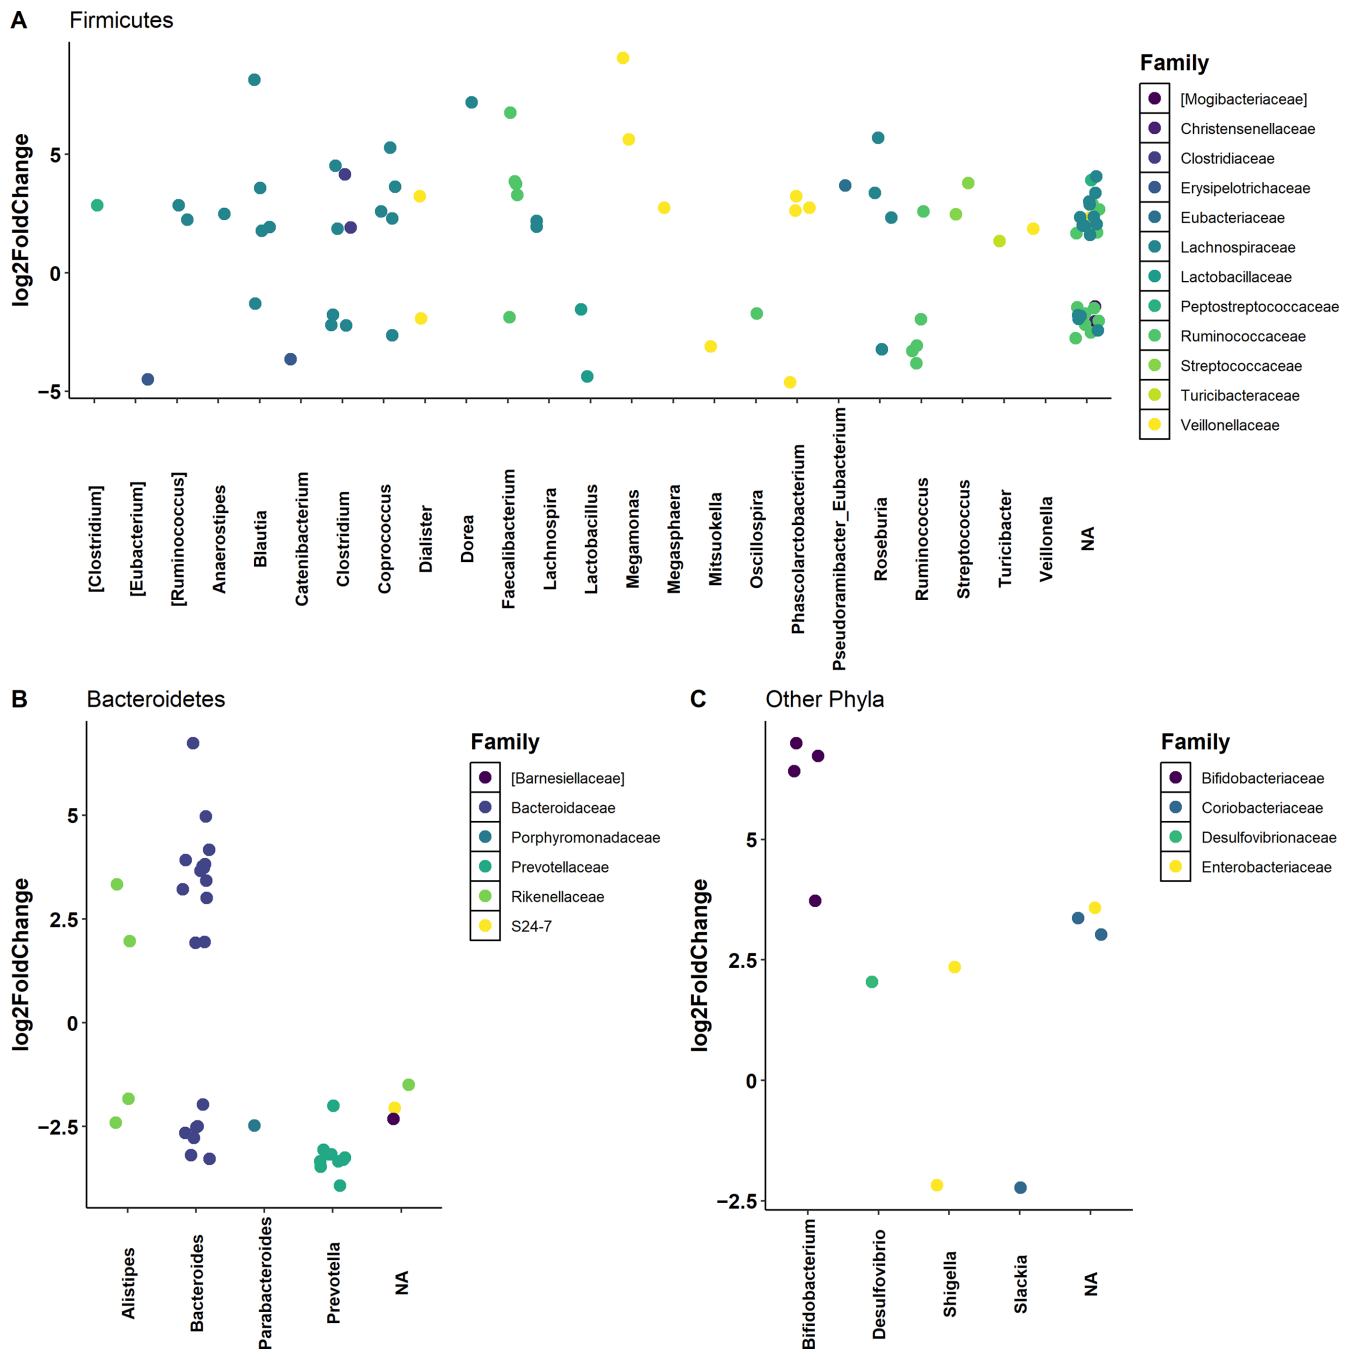 A Firmicutes
log2FoldChange
5
0
−5
[Clostridium]
[Eubacterium]
[Ruminococcus]
Anaerostipes
Blautia
Catenibacterium
Clostridium
Coprococcus
Dialister
Dorea
Faecalibacterium
Lachnospira
Lactobacillus
Megamonas
Megasphaera
Mitsuokella
Oscillospira
Phascolarctobacterium
Pseudoramibacter_Eubacterium
Roseburia
Ruminococcus
Streptococcus
Turicibacter
Veillonella
NA
Family
[Mogibacteriaceae]
Christensenellaceae
Clostridiaceae
Erysipelotrichaceae
Eubacteriaceae
Lachnospiraceae
Lactobacillaceae
Peptostreptococcaceae
Ruminococcaceae
Streptococcaceae
Turicibacteraceae
Veillonellaceae
B Bacteroidetes
log2FoldChange
5
2.5
0
−2.5
Alistipes
Bacteroides
Parabacteroides
Prevotella
NA
Family
[Barnesiellaceae]
Bacteroidaceae
Porphyromonadaceae
Prevotellaceae
Rikenellaceae
S24-7
C Other Phyla
log2FoldChange
5
2.5
0
−2.5
Bifidobacterium
Desulfovibrio
Shigella
Slackia
NA
Family
Bifidobacteriaceae
Coriobacteriaceae
Desulfovibrionaceae
Enterobacteriaceae